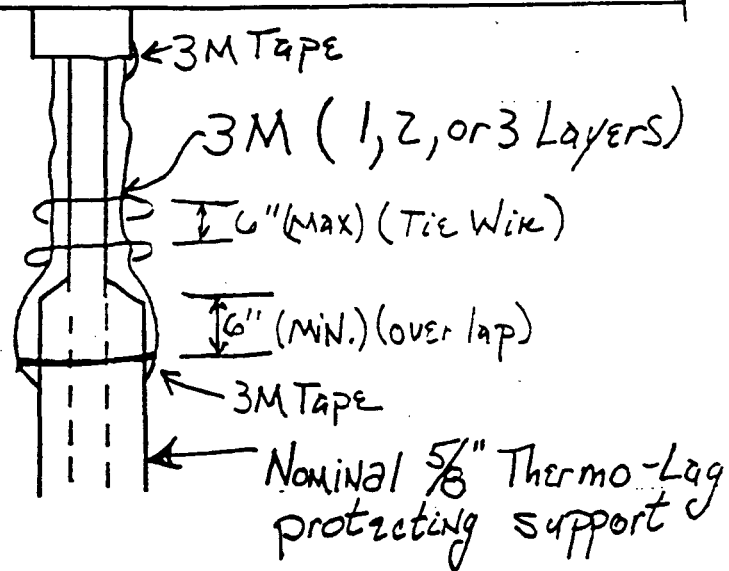 3M Tape
3M (1, 2, or 3 Layers)
6" (Max) (Tie Wire)
6" (MIN.) (over lap)
3M Tape
Nominal 5/8" Thermo-Lag
protecting support